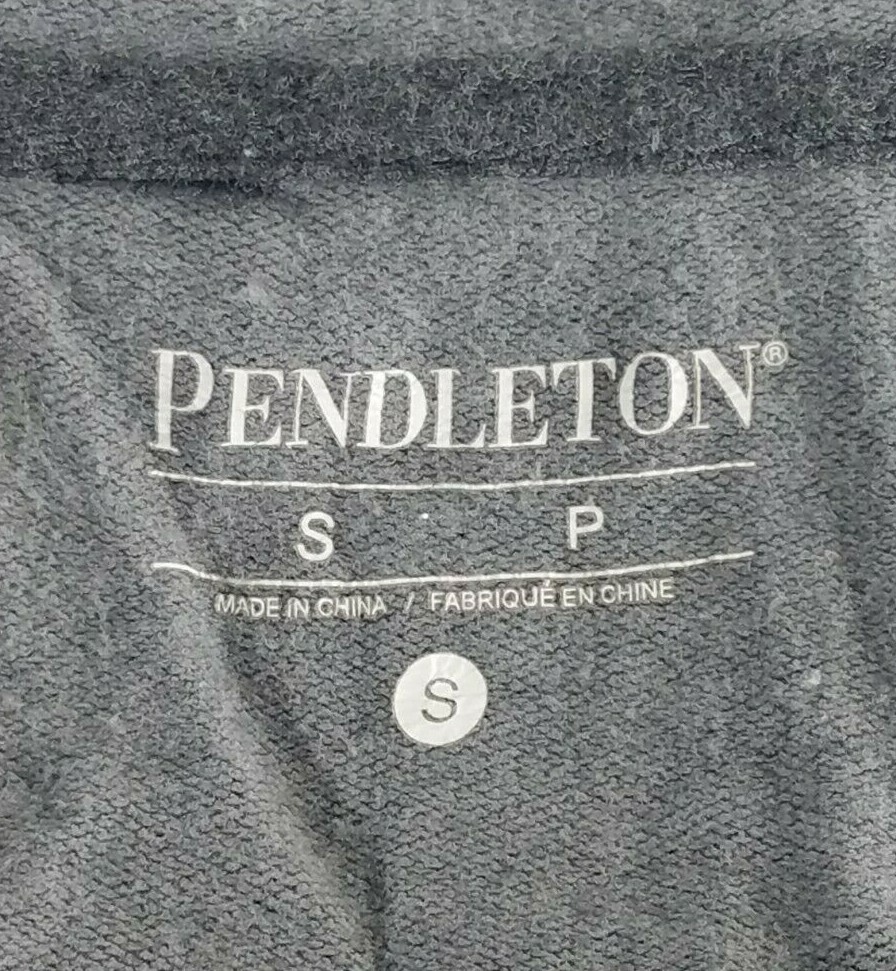 PENDLETON®
S P
MADE IN CHINA / FABRIQUÉ EN CHINE
S